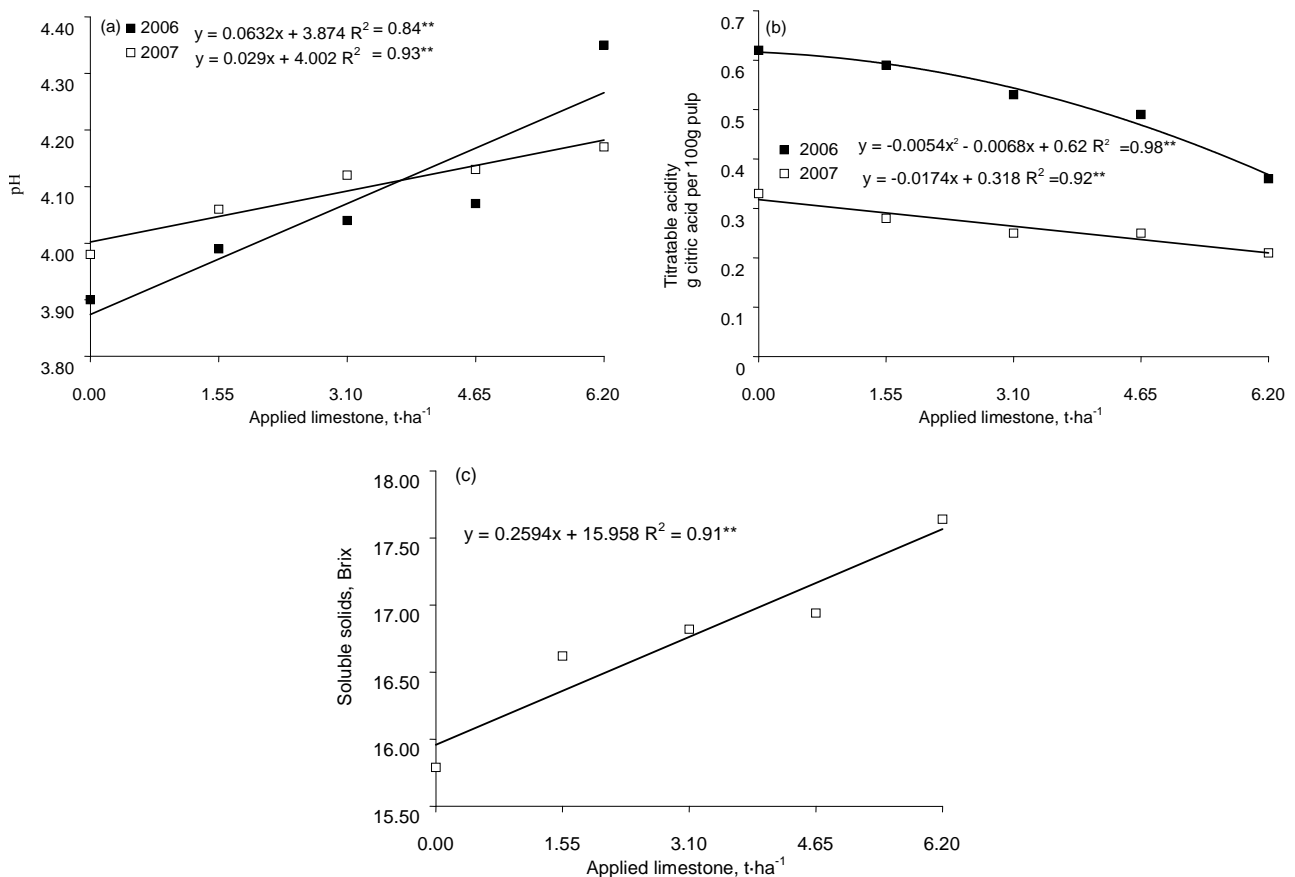 (a)
■ 2006 y = 0.0632x + 3.874 R² = 0.84**
□ 2007 y = 0.029x + 4.002 R² = 0.93**
4.40
4.30
4.20
4.10
4.00
3.90
3.80
pH
0.00 1.55 3.10 4.65 6.20
Applied limestone, t·ha⁻¹
(b)
0.7
0.6
0.5
0.4
0.3
0.2
0.1
0
Titratable acidity
g citric acid per 100g pulp
■ 2006 y = -0.0054x² - 0.0068x + 0.62 R² =0.98**
□ 2007 y = -0.0174x + 0.318 R² =0.92**
0.00 1.55 3.10 4.65 6.20
Applied limestone, t·ha⁻¹
(c)
y = 0.2594x + 15.958 R² = 0.91**
18.00
17.50
17.00
16.50
16.00
15.50
Soluble solids, Brix
0.00 1.55 3.10 4.65 6.20
Applied limestone, t·ha⁻¹